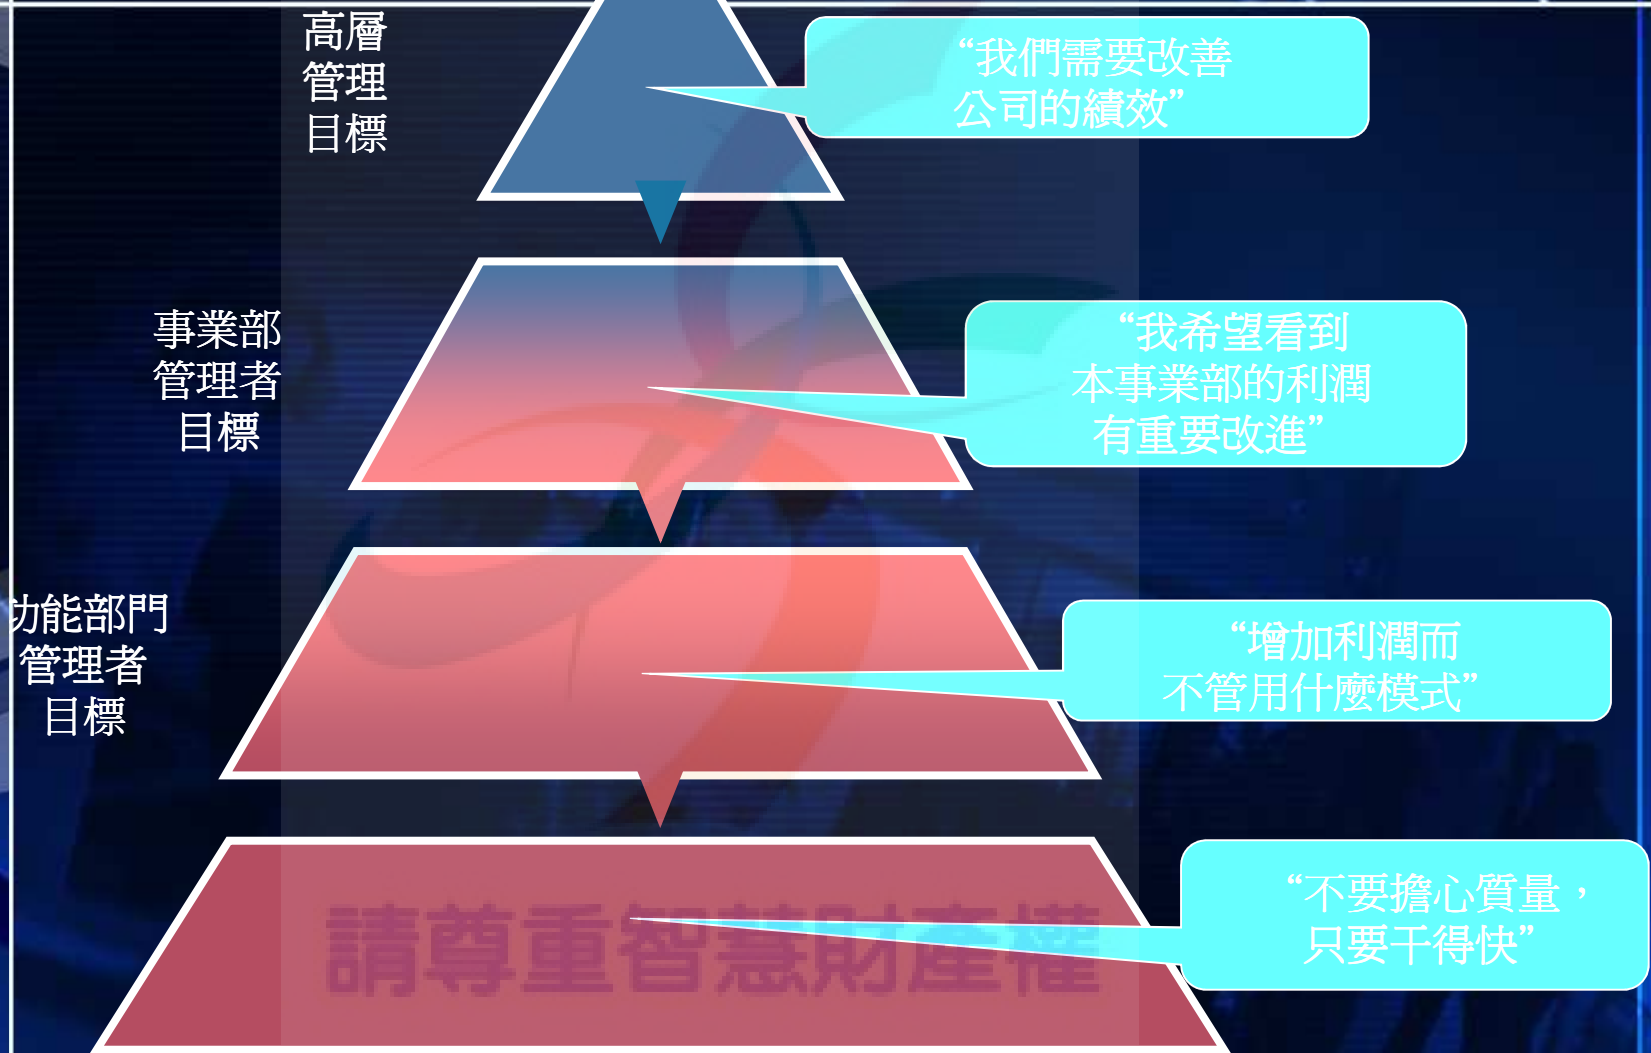 高層
管理
目標
“我們需要改善
公司的績效”
事業部
管理者
目標
“我希望看到
本事業部的利潤
有重要改進”
功能部門
管理者
目標
“增加利潤而
不管用什麼模式”
“不要擔心質量，
只要干得快”
請尊重智慧財產權